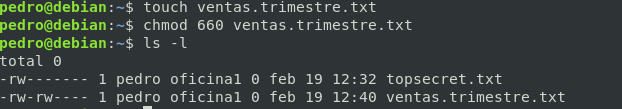 pedro@debian:~$ touch ventas.trimestre.txt
pedro@debian:~$ chmod 660 ventas.trimestre.txt
pedro@debian:~$ ls -l
total 0
-rw------- 1 pedro oficina1 0 feb 19 12:32 topsecret.txt
-rw-rw---- 1 pedro oficina1 0 feb 19 12:40 ventas.trimestre.txt